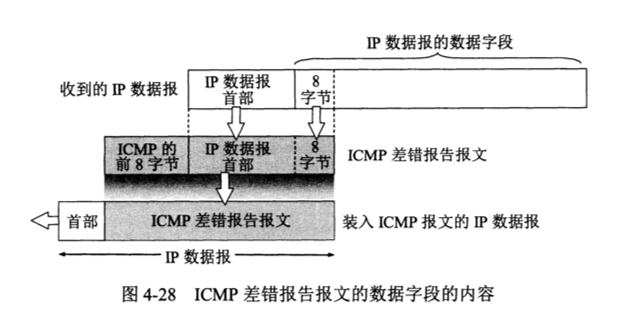 IP 数据报的数据字段
收到的 IP 数据报
IP 数据报
首部
8
字节
ICMP 的
前 8 字节
IP 数据报
首部
8
字节
ICMP 差错报告报文
首部
ICMP 差错报告报文
装入 ICMP 报文的 IP 数据报
IP 数据报
图 4-28 ICMP 差错报告报文的数据字段的内容